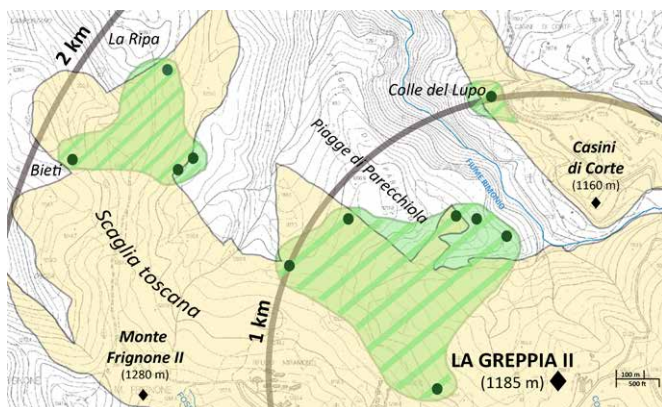 2 km
La Ripa
Colle del Lupo
Bieti
Piagge di Parecchiola
FIUME RIMONIO
Casini
di Corte
(1160 m)
Scaglia toscana
1 km
Monte
Frignone II
(1280 m)
LA GREPPIA II
(1185 m)
100 m
500 ft